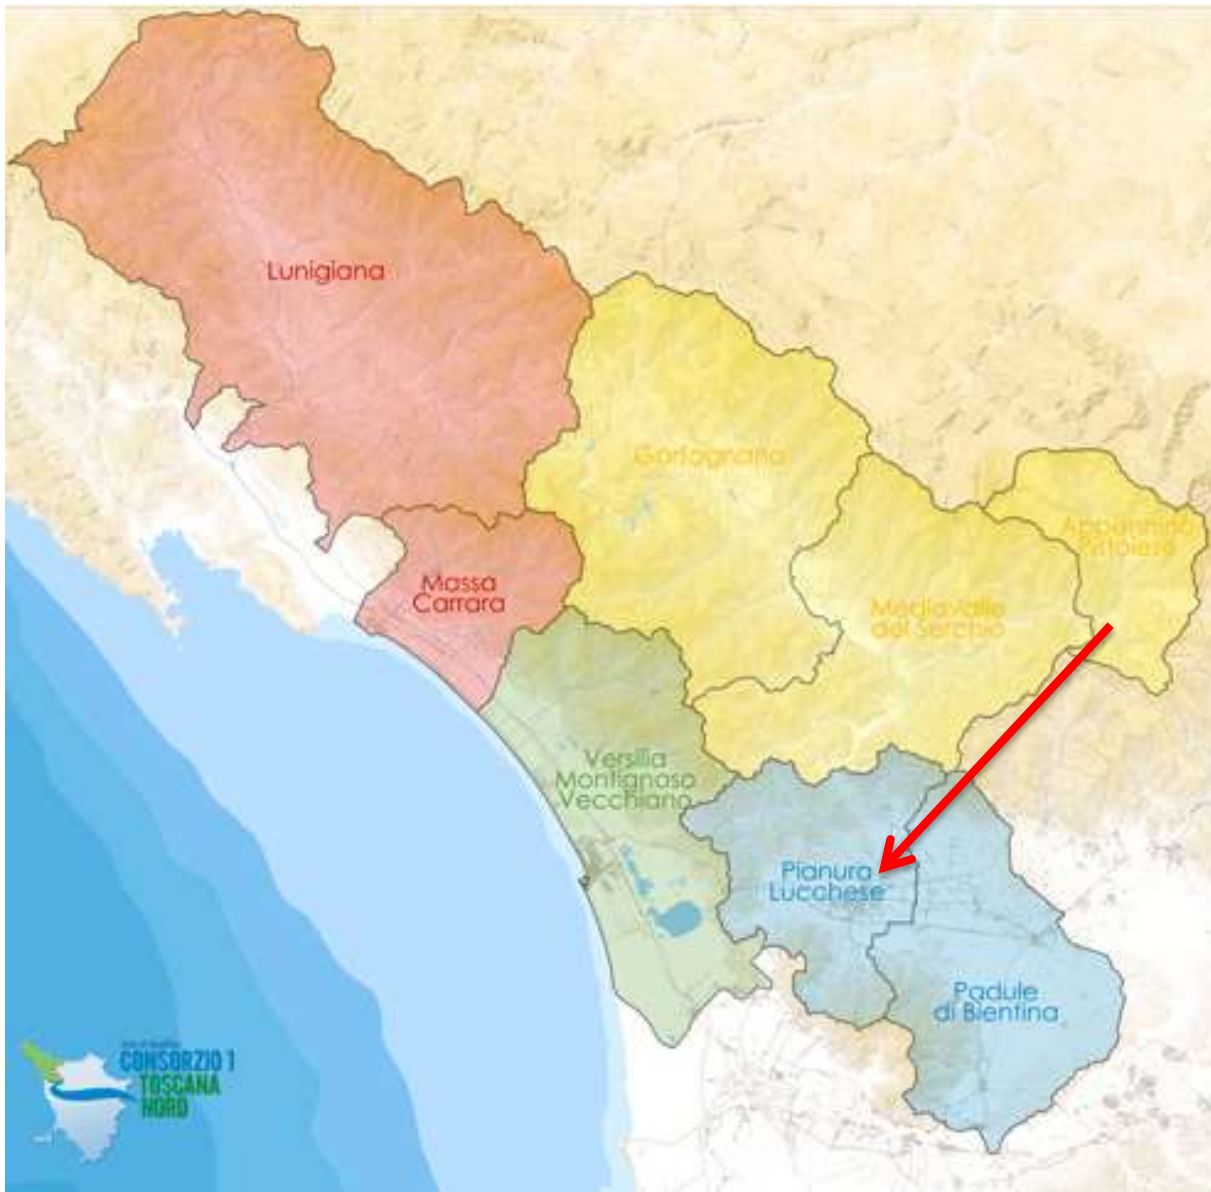 Lunigiana
Garfagnana
Appennino
Pistoiese
Massa
Carrara
Mediavalle
del Serchio
Versilia
Montignoso
Vecchiano
Pianura
Lucchese
Padule
di Bientina
CONSORZIO 1
TOSCANA
NORD